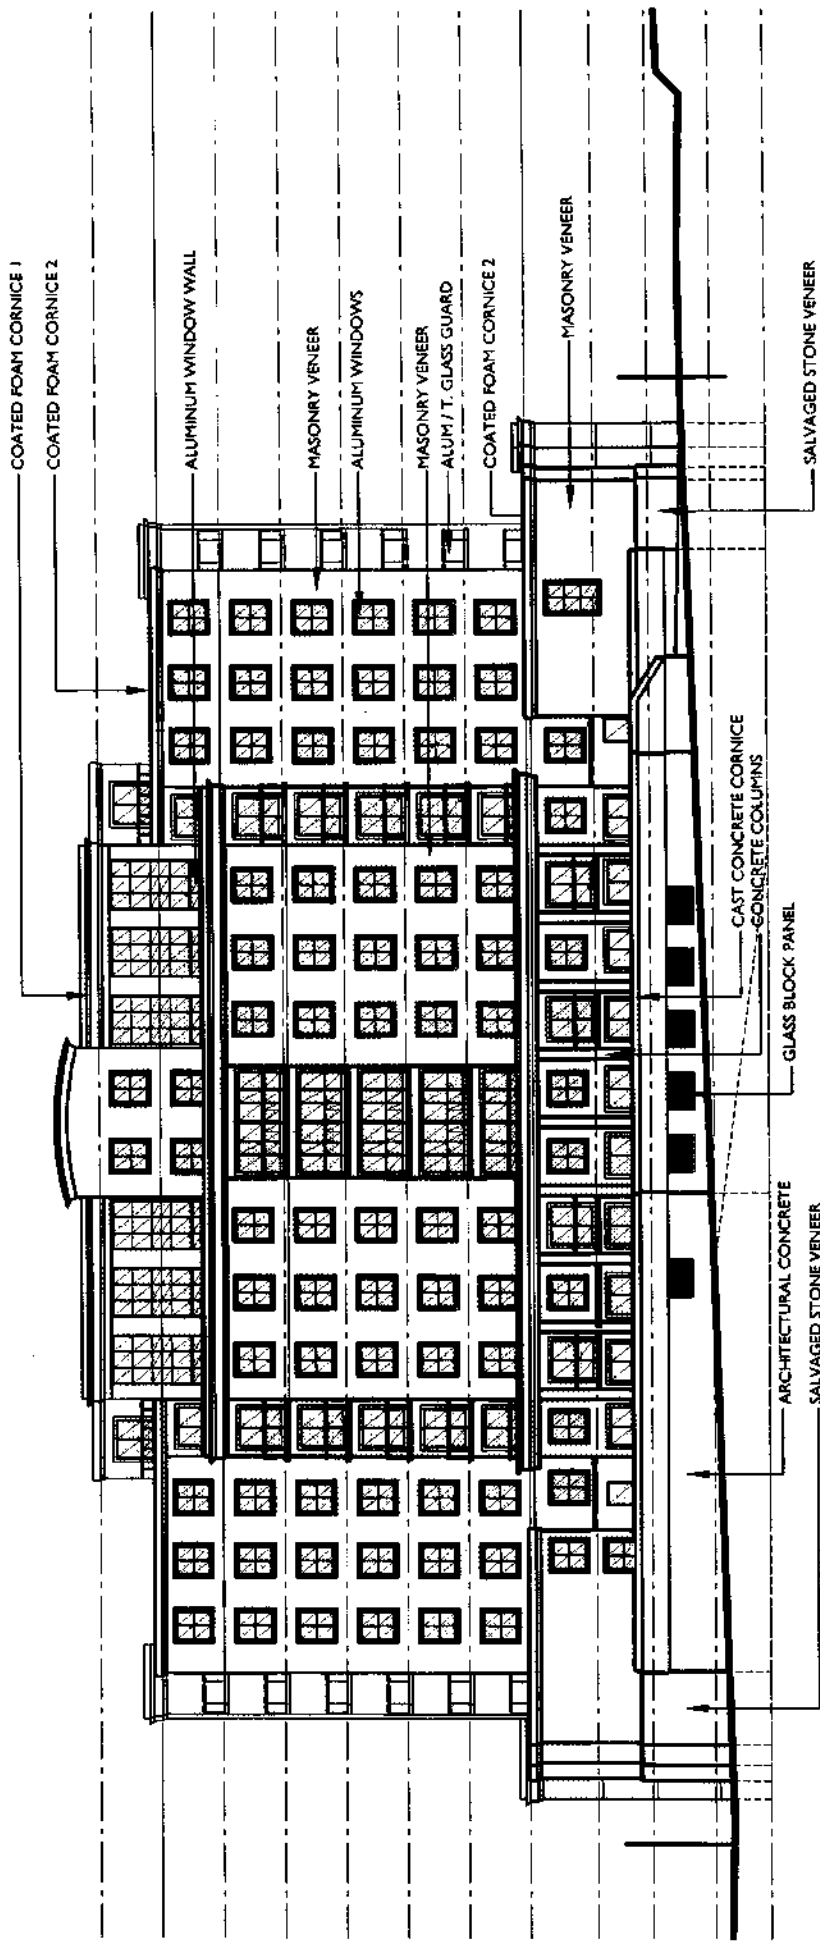 COATED FOAM CORNICE 1
COATED FOAM CORNICE 2
ALUMINUM WINDOW WALL
MASONRY VENEER
ALUMINUM WINDOWS
MASONRY VENEER
ALUM / T. GLASS GUARD
COATED FOAM CORNICE 2
MASONRY VENEER
SALVAGED STONE VENEER
CAST CONCRETE CORNICE
CONCRETE COLUMNS
GLASS BLOCK PANEL
ARCHITECTURAL CONCRETE
SALVAGED STONE VENEER